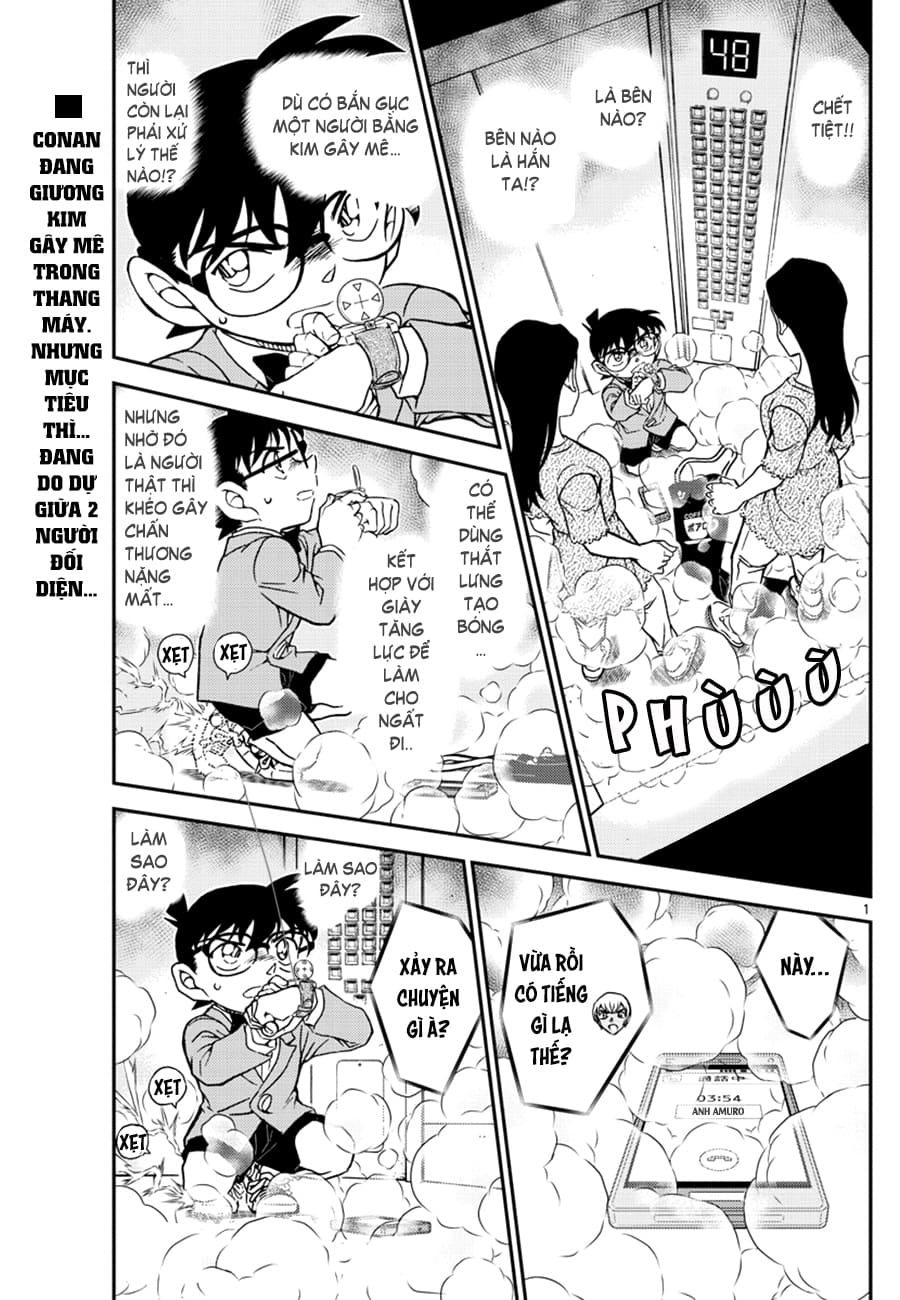 ■
CONAN
ĐANG
GIƯƠNG
KIM
GÂY MÊ
TRONG
THANG
MÁY.
NHƯNG
MỤC
TIÊU
THÌ...
ĐANG
DO DỰ
GIỮA 2
NGƯỜI
ĐỐI
DIỆN...
48
CHẾT
TIỆT!!
LÀ BÊN
NÀO?
BÊN NÀO
LÀ HẮN
TA!?
PHÙÙÙ
DÙ CÓ BẮN GỤC
MỘT NGƯỜI BẰNG
KIM GÂY MÊ...
THÌ
NGƯỜI
CÒN LẠI
PHẢI XỬ
LÝ THẾ
NÀO!?
CÓ
THỂ
DÙNG THẮT
LƯNG TẠO
BÓNG
...
KẾT
HỢP VỚI
GIÀY TĂNG
LỰC ĐỂ
LÀM
CHO
NGẤT
ĐI..
NHƯNG
NHỠ ĐÓ
LÀ NGƯỜI
THẬT THÌ
KHÉO GÂY
CHẤN
THƯƠNG
NẶNG
MẤT...
XẸT
XẸT
1
NÀY...
通話中
03:54
ANH AMURO
VỪA RỒI
CÓ TIẾNG
GÌ LẠ
THẾ?
XẢY RA
CHUYỆN
GÌ À?
LÀM SAO
ĐÂY?
LÀM
SAO
ĐÂY?
XẸT
XẸT